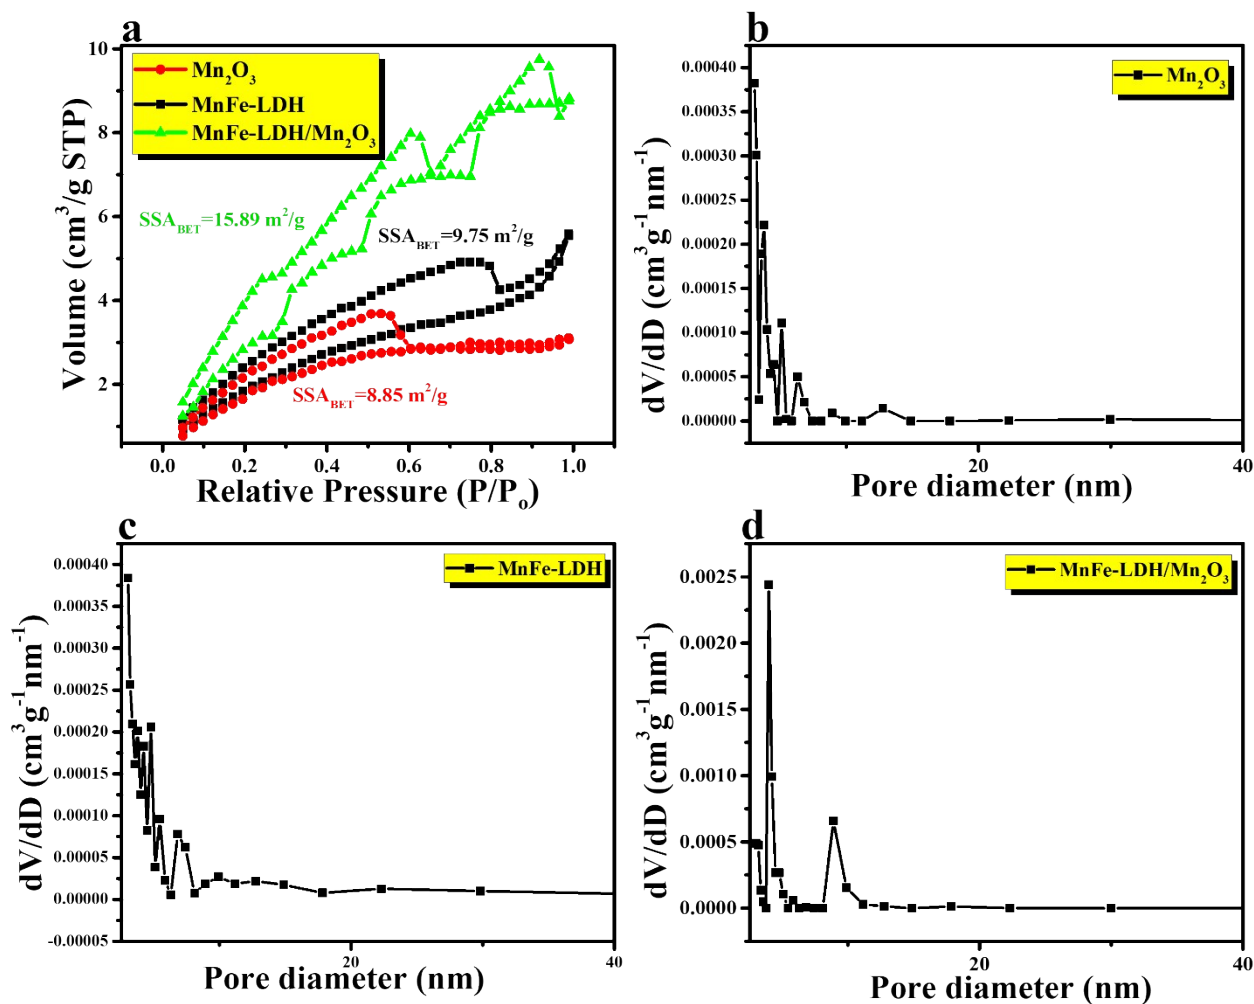 a
10
8
6
4
2
Volume (cm³/g STP)
Mn₂O₃
MnFe-LDH
MnFe-LDH/Mn₂O₃
SSA_BET=15.89 m²/g
SSA_BET=9.75 m²/g
SSA_BET=8.85 m²/g
0.0 0.2 0.4 0.6 0.8 1.0
Relative Pressure (P/Pₒ)
b
0.00040
0.00035
0.00030
0.00025
0.00020
0.00015
0.00010
0.00005
0.00000
dV/dD (cm³g⁻¹nm⁻¹)
Mn₂O₃
20 40
Pore diameter (nm)
c
0.00040
0.00035
0.00030
0.00025
0.00020
0.00015
0.00010
0.00005
0.00000
-0.00005
dV/dD (cm³g⁻¹nm⁻¹)
MnFe-LDH
20 40
Pore diameter (nm)
d
0.0025
0.0020
0.0015
0.0010
0.0005
0.0000
dV/dD (cm³g⁻¹nm⁻¹)
MnFe-LDH/Mn₂O₃
10 20 30 40
Pore diameter (nm)